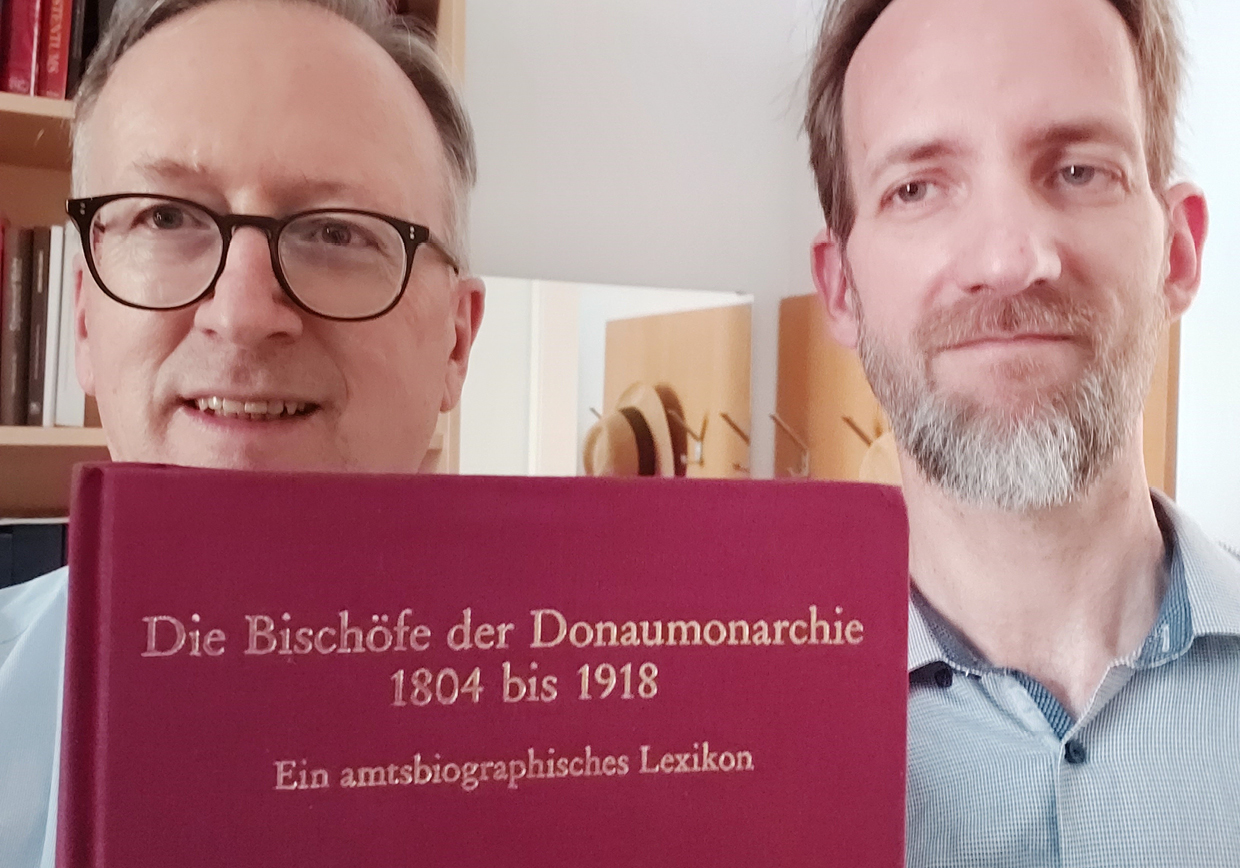 Die Bischöfe der Donaumonarchie
1804 bis 1918
Ein amtsbiographisches Lexikon